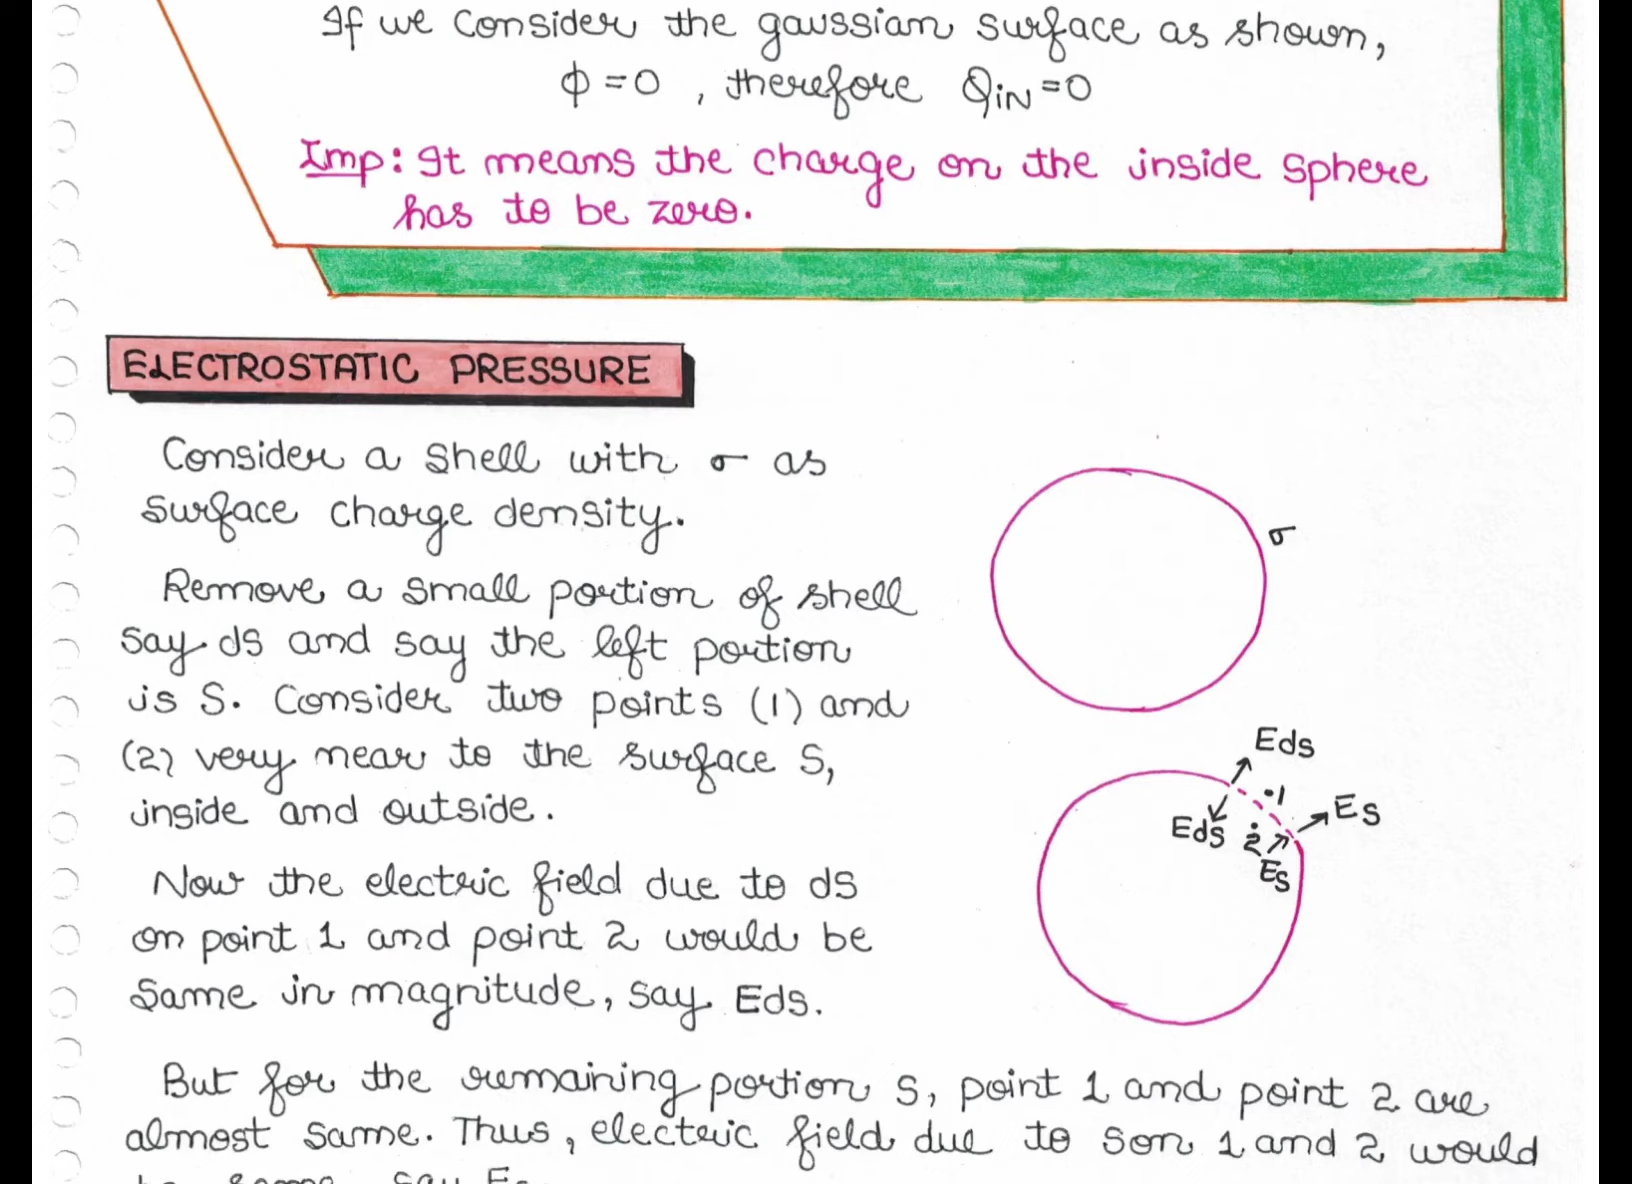 If we consider the gaussian surface as shown,
ϕ = 0 , therefore QIN = 0
Imp: It means the charge on the inside sphere
has to be zero.
ELECTROSTATIC PRESSURE
Consider a shell with σ as
surface charge density.
σ
Remove a small portion of shell
say ds and say the left portion
is S. Consider two points (1) and
(2) very near to the surface S,
inside and outside.
Eds
·1
Es
Eds
2
Es
Now the electric field due to ds
on point 1 and point 2 would be
same in magnitude, say Eds.
But for the remaining portion S, point 1 and point 2 are
almost same. Thus, electric field due to S on 1 and 2 would